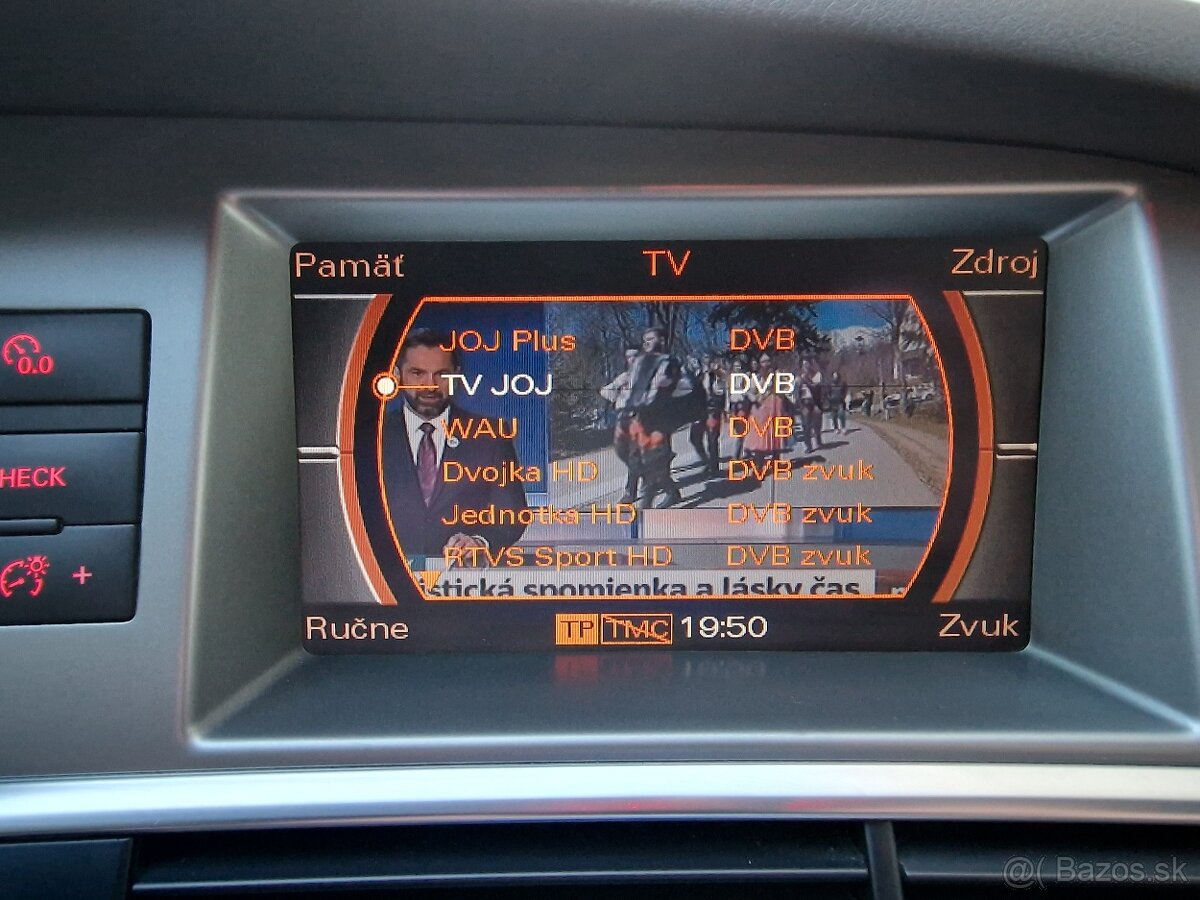 Pamäť TV Zdroj
JOJ Plus DVB
TV JOJ DVB
WAU DVB
Dvojka HD DVB zvuk
Jednotka HD DVB zvuk
RTVS Sport HD DVB zvuk
spomienka a lásky čas
Ručne TP TMC 19:50 Zvuk
0.0
HECK
+
@( Bazos.sk